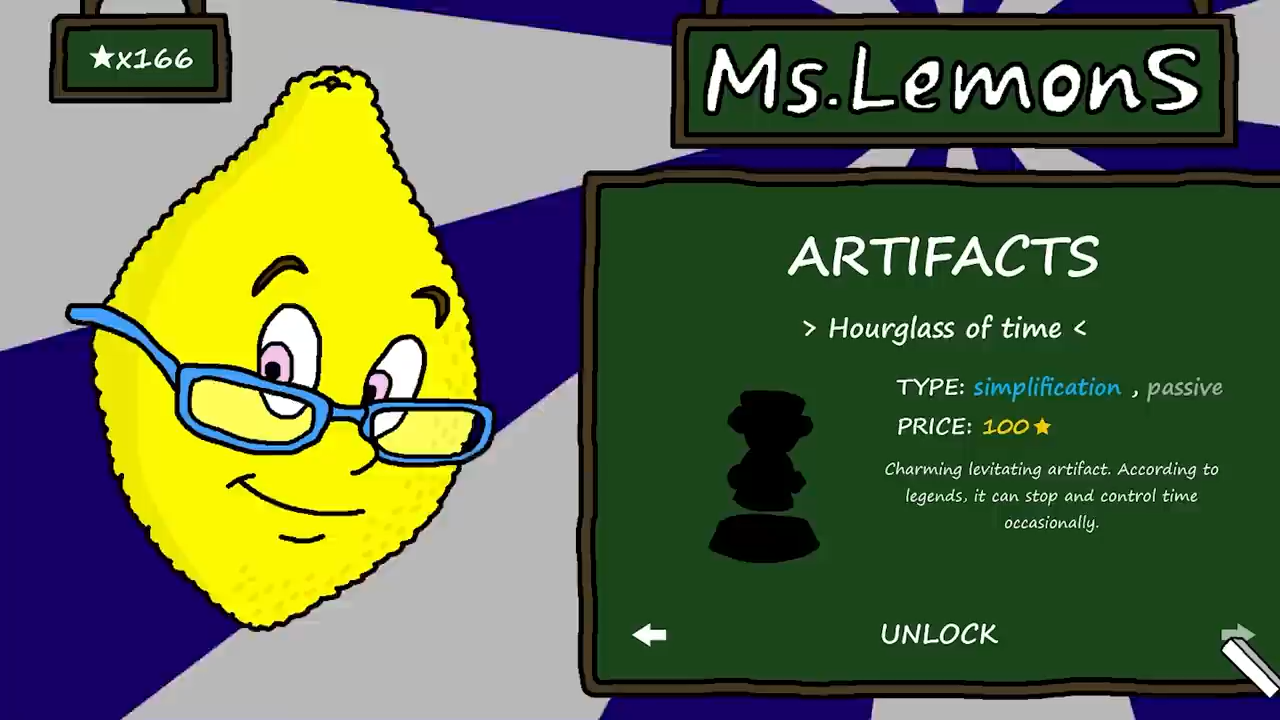 ★x166
Ms.LemonS
ARTIFACTS
> Hourglass of time <
TYPE: simplification , passive
PRICE: 100★
Charming levitating artifact. According to
legends, it can stop and control time
occasionally.
UNLOCK